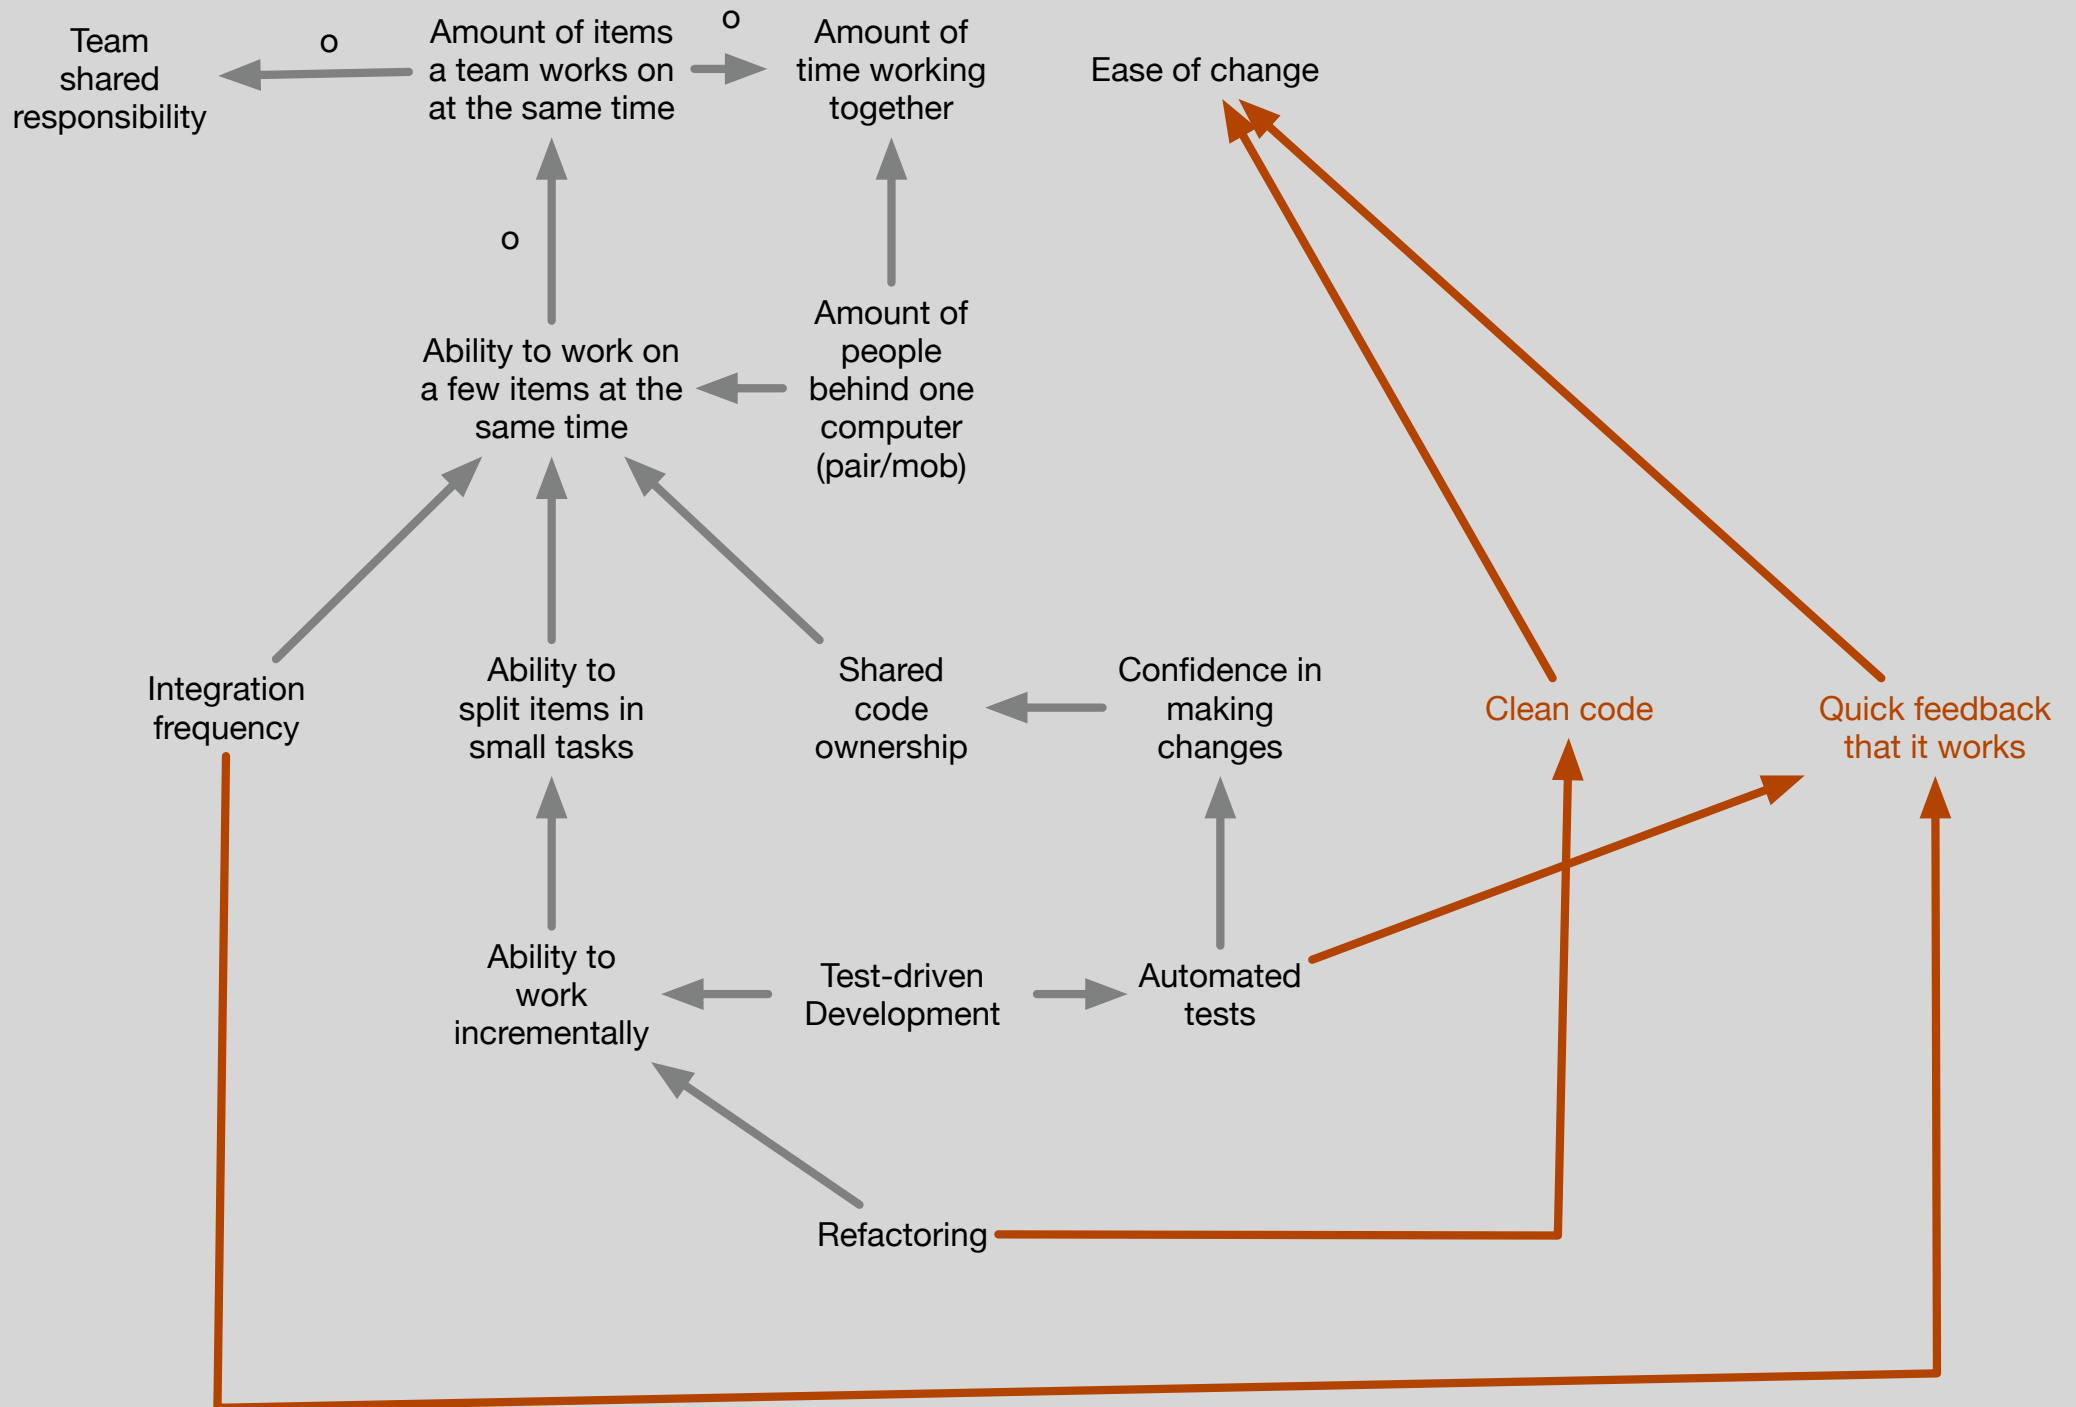 Team
shared
responsibility
o
Amount of items
a team works on
at the same time
o
Amount of
time working
together
Ease of change
o
Ability to work on
a few items at the
same time
Amount of
people
behind one
computer
(pair/mob)
Integration
frequency
Ability to
split items in
small tasks
Shared
code
ownership
Confidence in
making
changes
Clean code
Quick feedback
that it works
Ability to
work
incrementally
Test-driven
Development
Automated
tests
Refactoring